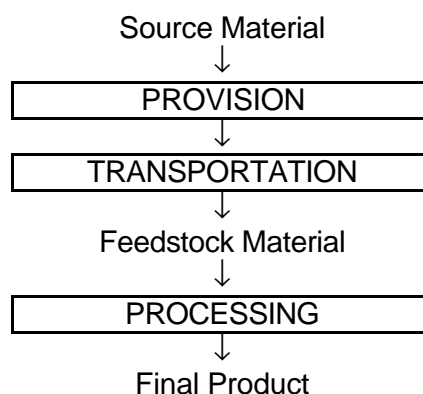 Source Material
PROVISION
TRANSPORTATION
Feedstock Material
PROCESSING
Final Product